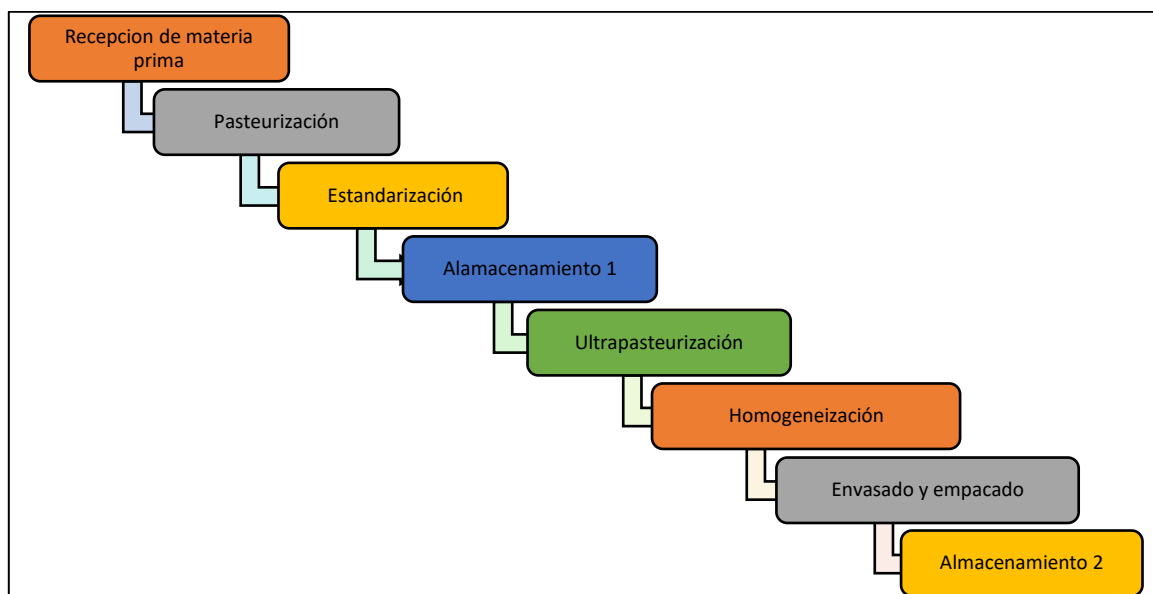 Recepcion de materia
prima
Pasteurización
Estandarización
Alamacenamiento 1
Ultrapasteurización
Homogeneización
Envasado y empacado
Almacenamiento 2